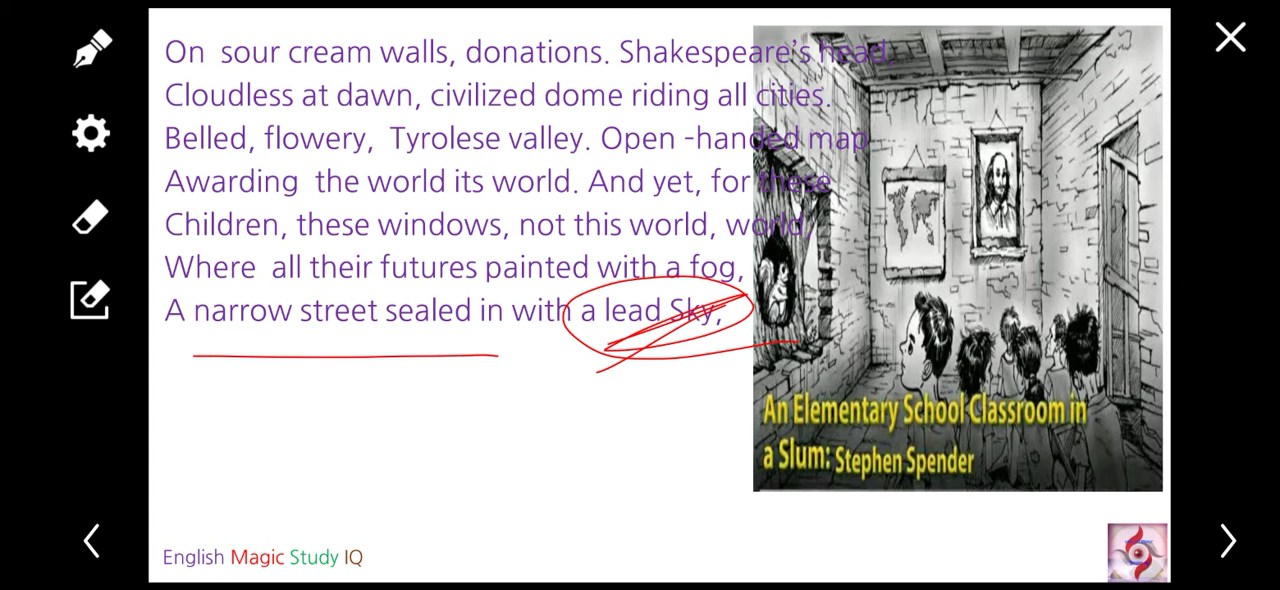 On sour cream walls, donations. Shakespeare's head.
Cloudless at dawn, civilized dome riding all cities.
Belled, flowery, Tyrolese valley. Open -handed map
Awarding the world its world. And yet, for these
Children, these windows, not this world, world,
Where all their futures painted with a fog,
A narrow street sealed in with a lead Sky,
An Elementary School Classroom in
a Slum: Stephen Spender
English Magic Study IQ